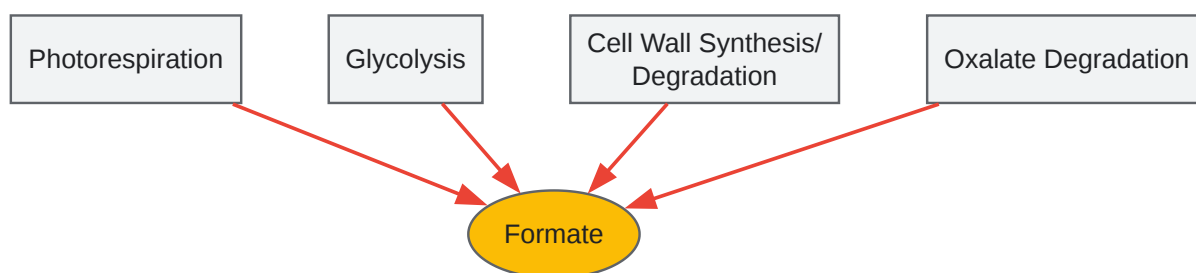 Photorespiration
Glycolysis
Cell Wall Synthesis/
Degradation
Oxalate Degradation
Formate